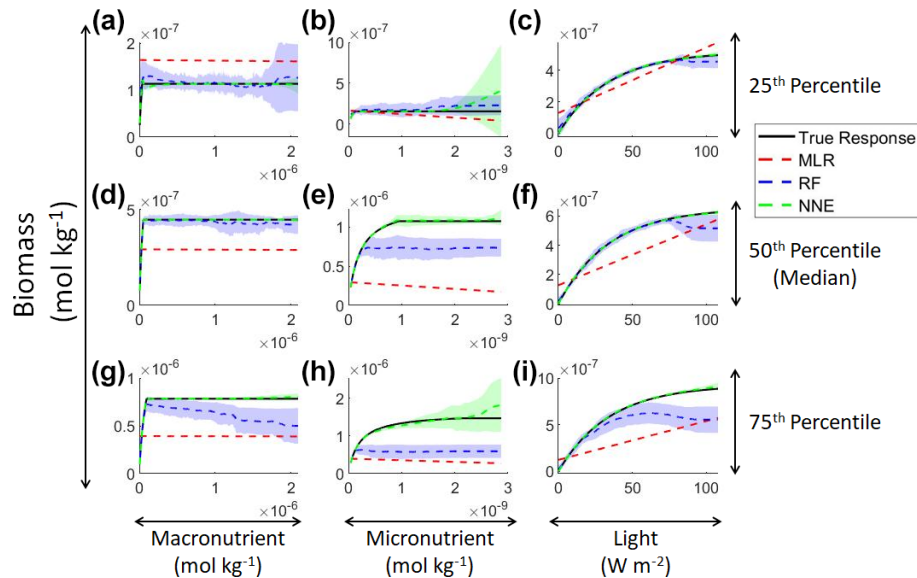 (a) (b) (c)
×10⁻⁷ ×10⁻⁷ ×10⁻⁷
2 1 0
10 5 0
4 2 0
0 1 2 0 1 2 3 0 50 100
×10⁻⁶ ×10⁻⁹
25th Percentile
True Response
MLR
RF
NNE
(d) (e) (f)
×10⁻⁷ ×10⁻⁶ ×10⁻⁷
5 0
1 0.5 0
6 4 2 0
0 1 2 0 1 2 3 0 50 100
×10⁻⁶ ×10⁻⁹
50th Percentile
(Median)
(g) (h) (i)
×10⁻⁶ ×10⁻⁶ ×10⁻⁷
1 0.5 0
2 1 0
10 5 0
0 1 2 0 1 2 3 0 50 100
×10⁻⁶ ×10⁻⁹
75th Percentile
Biomass
(mol kg⁻¹)
Macronutrient
(mol kg⁻¹)
Micronutrient
(mol kg⁻¹)
Light
(W m⁻²)